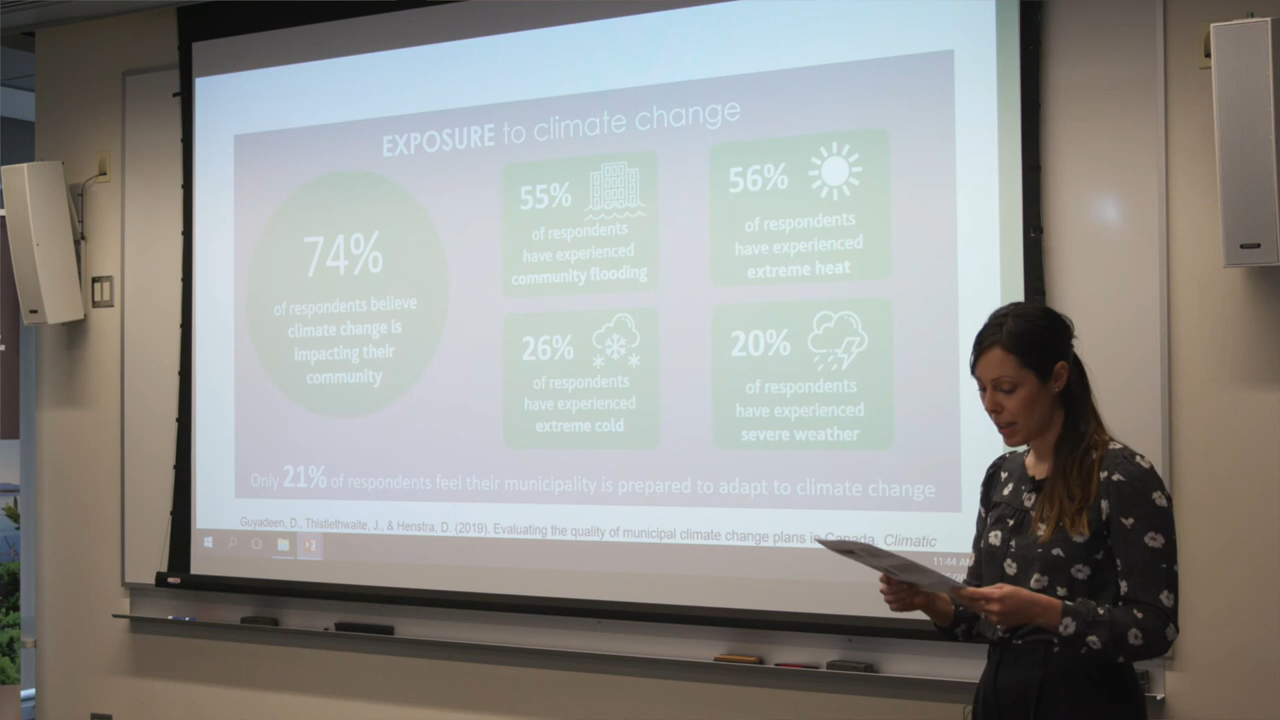 EXPOSURE to climate change
74%
of respondents believe
climate change is
impacting their
community
55%
of respondents
have experienced
community flooding
56%
of respondents
have experienced
extreme heat
26%
of respondents
have experienced
extreme cold
20%
of respondents
have experienced
severe weather
Only 21% of respondents feel their municipality is prepared to adapt to climate change
Guyadeen, D., Thistlethwaite, J., & Henstra, D. (2019). Evaluating the quality of municipal climate change plans in Canada. Climatic
11:44 AM